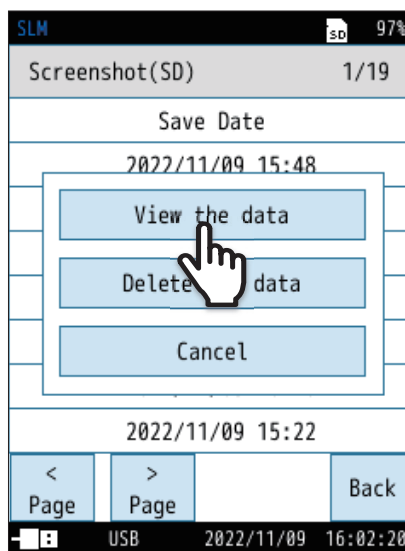 SLM SD 97%
Screenshot(SD) 1/19
Save Date
2022/11/09 15:48
View the data
Delete data
Cancel
2022/11/09 15:22
< >
Page Page Back
USB 2022/11/09 16:02:20